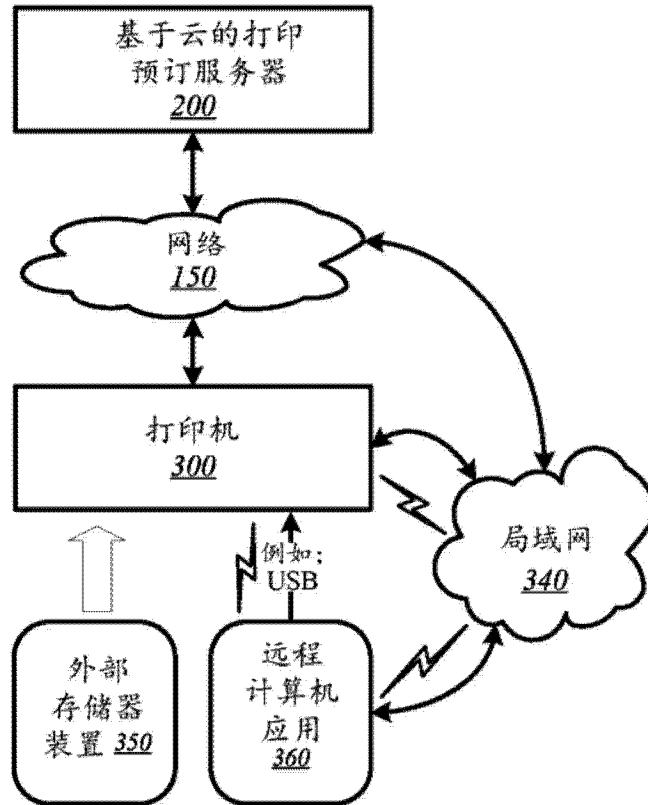 基于云的打印
预订服务器
200
网络
150
打印机
300
例如:
USB
局域网
340
外部
存储器
装置 350
远程
计算机
应用
360